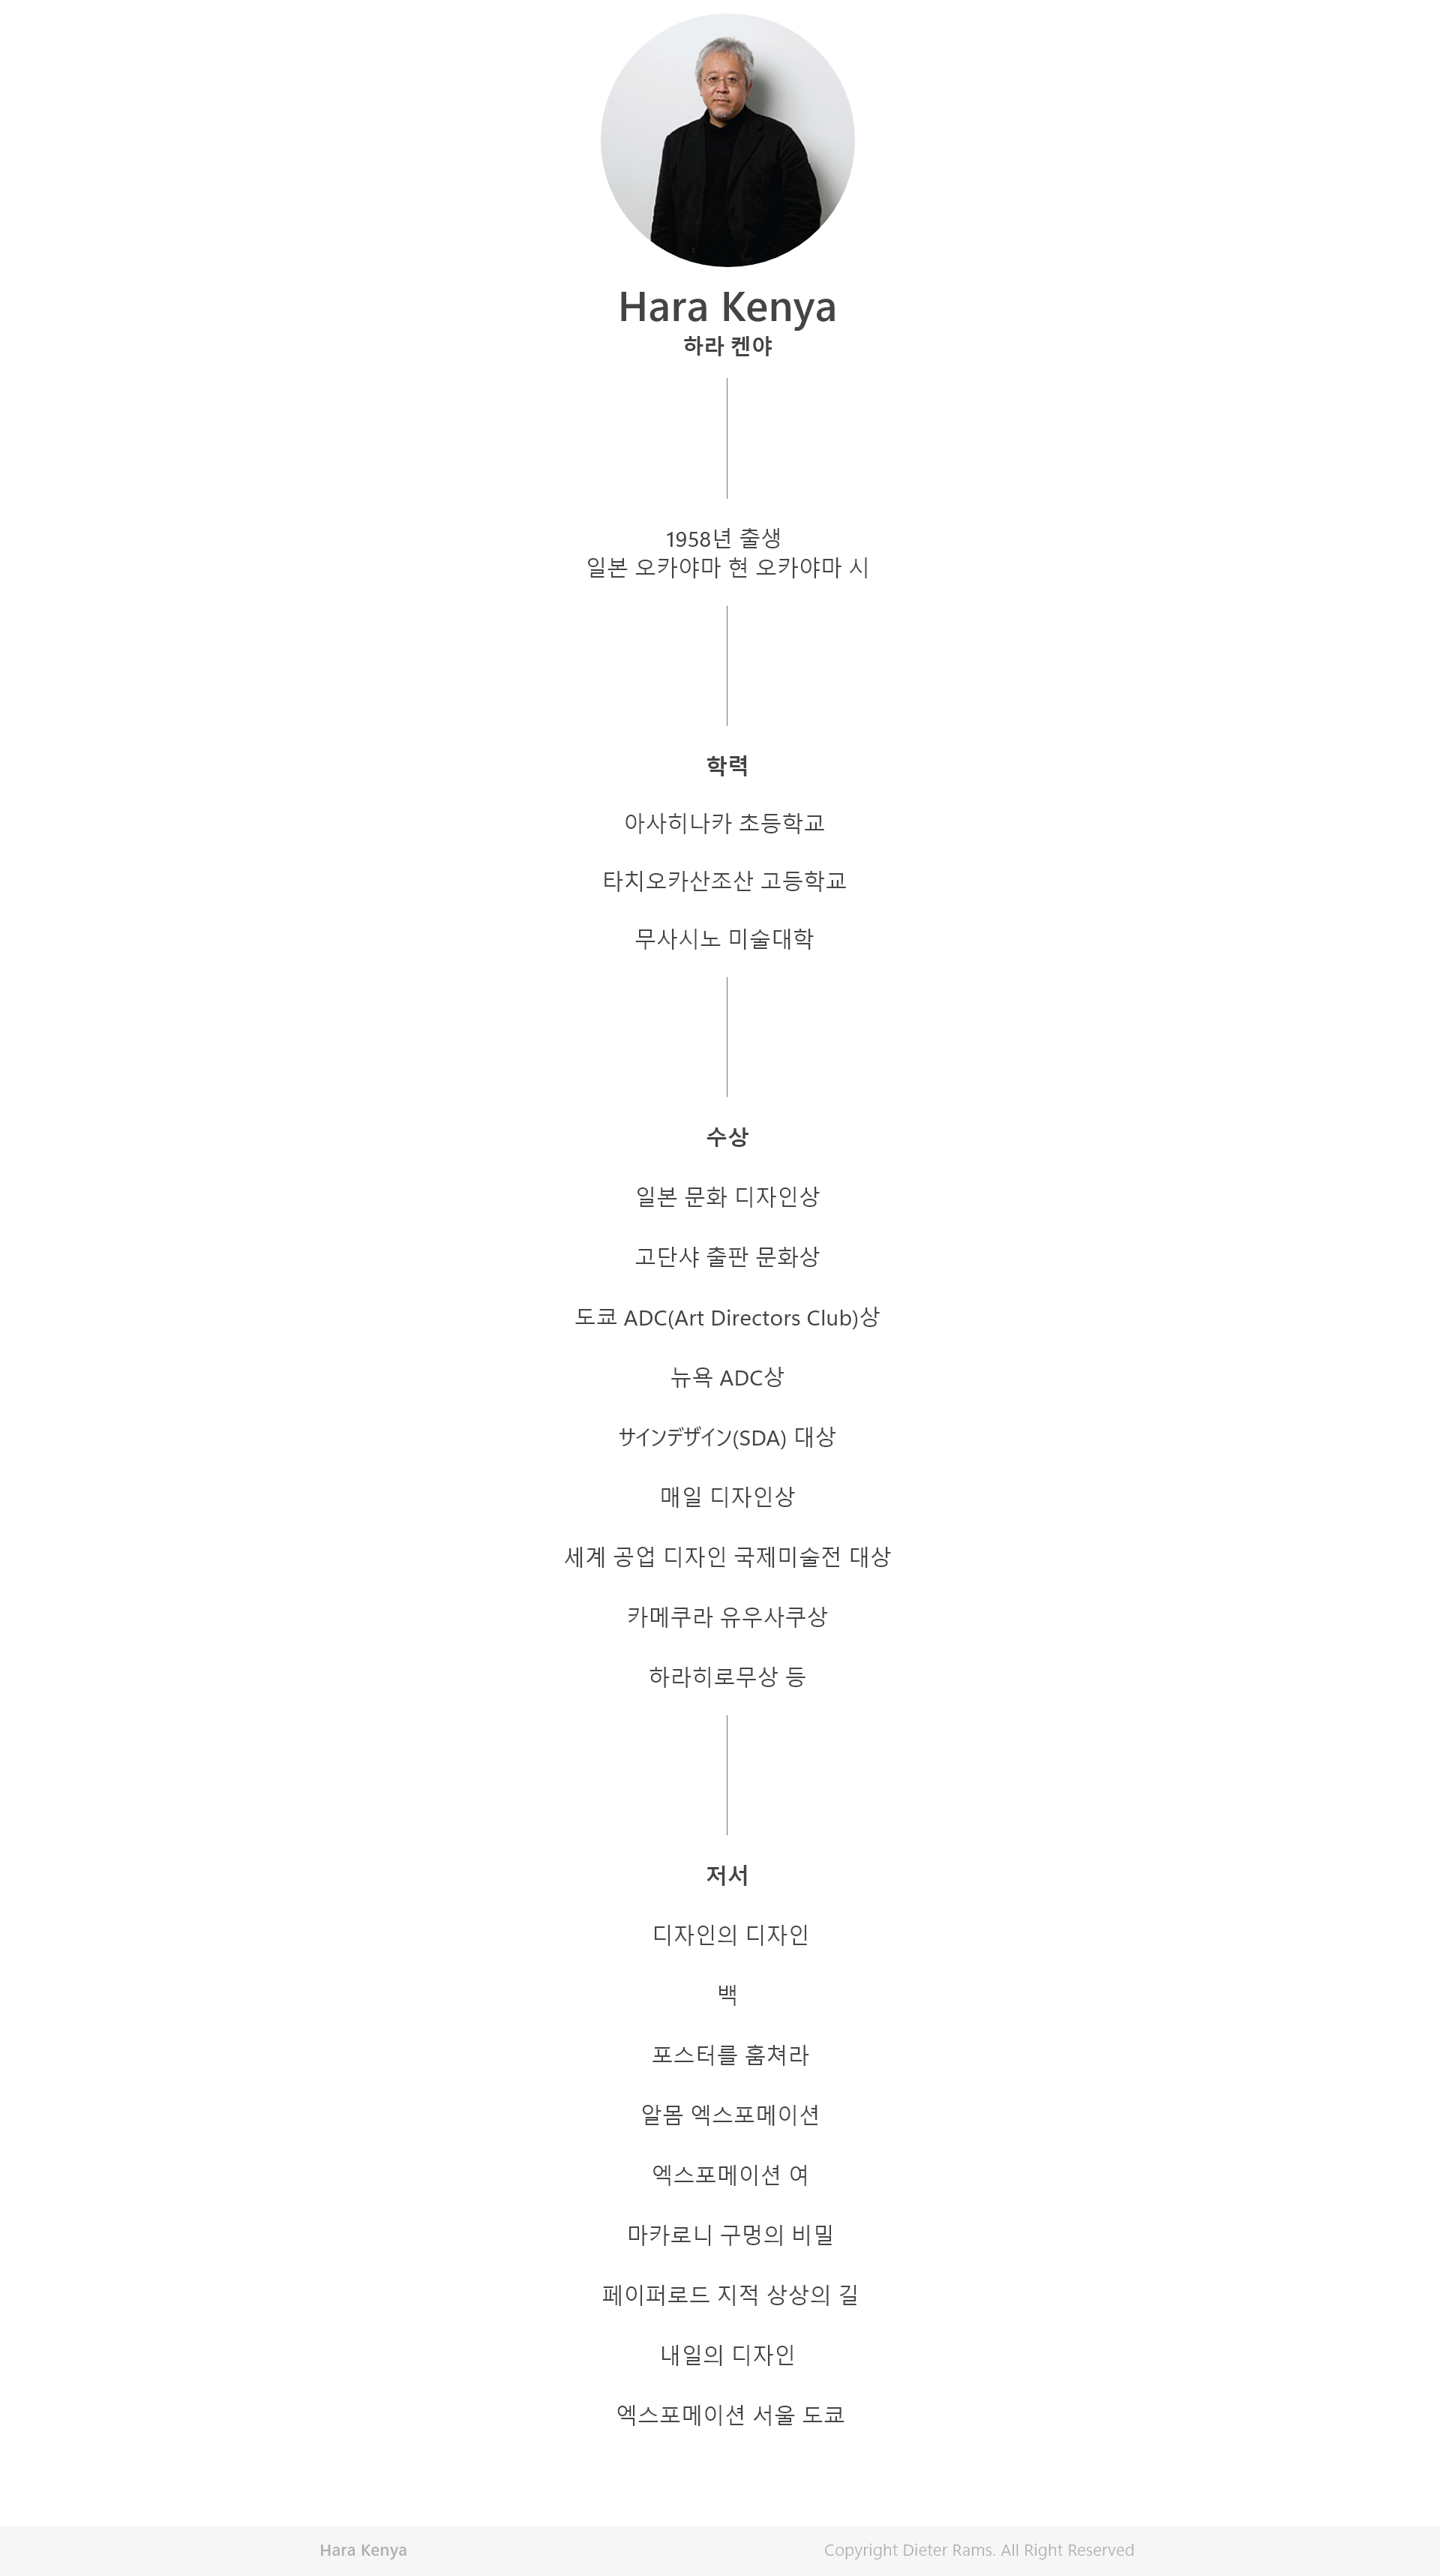 Hara Kenya
하라 켄야
1958년 출생
일본 오카야마 현 오카야마 시
학력
아사히나카 초등학교
타치오카산조산 고등학교
무사시노 미술대학
수상
일본 문화 디자인상
고단샤 출판 문화상
도쿄 ADC(Art Directors Club)상
뉴욕 ADC상
サインデザイン(SDA) 대상
매일 디자인상
세계 공업 디자인 국제미술전 대상
카메쿠라 유우사쿠상
하라히로무상 등
저서
디자인의 디자인
백
포스터를 훔쳐라
알몸 엑스포메이션
엑스포메이션 여
마카로니 구멍의 비밀
페이퍼로드 지적 상상의 길
내일의 디자인
엑스포메이션 서울 도쿄
Hara Kenya
Copyright Dieter Rams. All Right Reserved